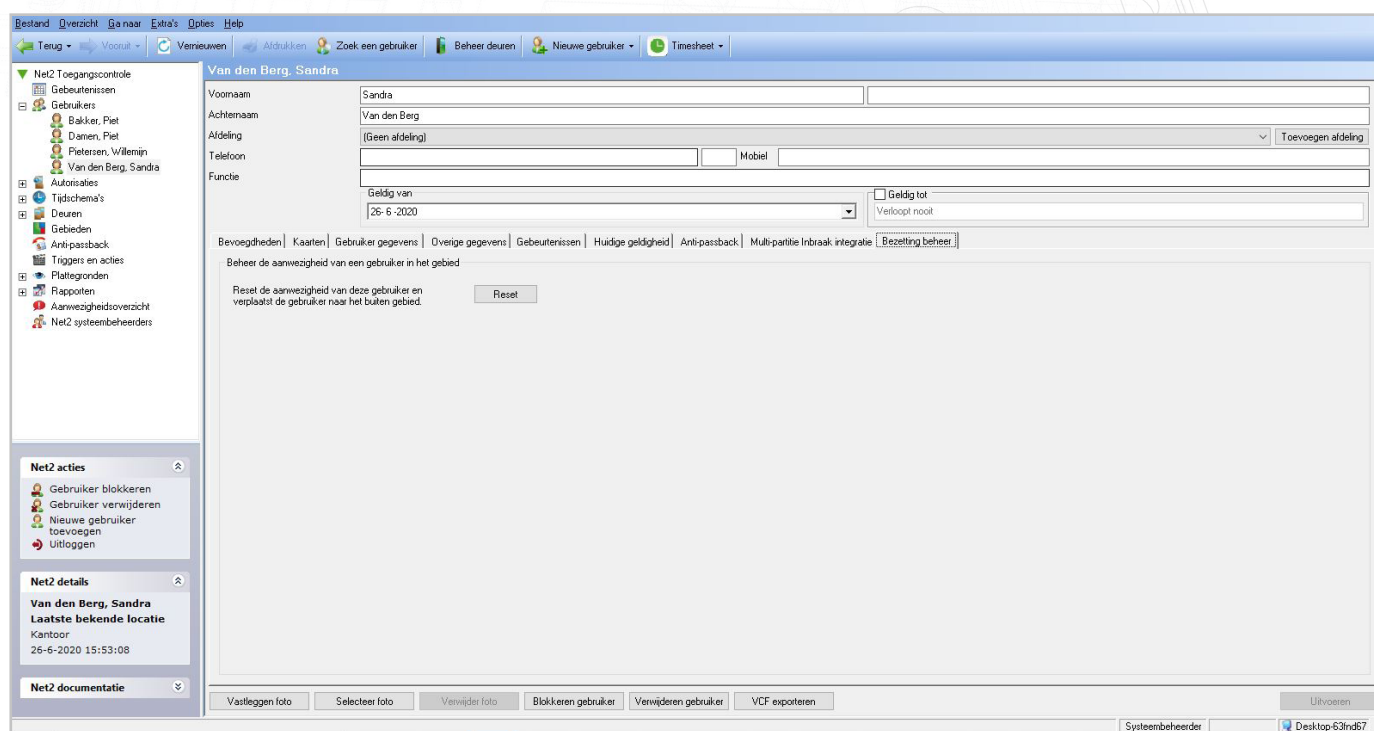 Bestand Overzicht Ga naar Extra's Opties Help
Terug Vooruit Vernieuwen Afdrukken Zoek een gebruiker Beheer deuren Nieuwe gebruiker Timesheet
Net2 Toegangscontrole
Gebeurtenissen
Gebruikers
Bakker, Piet
Damen, Piet
Pietersen, Willemijn
Van den Berg, Sandra
Autorisaties
Tijdschema's
Deuren
Gebieden
Anti-passback
Triggers en acties
Plattegronden
Rapporten
Aanwezigheidsoverzicht
Net2 systeembeheerders
Net2 acties
Gebruiker blokkeren
Gebruiker verwijderen
Nieuwe gebruiker
toevoegen
Uitloggen
Net2 details
Van den Berg, Sandra
Laatste bekende locatie
Kantoor
26-6-2020 15:53:08
Net2 documentatie
Van den Berg, Sandra
Voornaam Sandra
Achternaam Van den Berg
Afdeling (Geen afdeling) Toevoegen afdeling
Telefoon Mobiel
Functie
Geldig van Geldig tot
26- 6 -2020 Verloopt nooit
Bevoegdheden Kaarten Gebruiker gegevens Overige gegevens Gebeurtenissen Huidige geldigheid Anti-passback Multi-partitie Inbraak integratie Bezetting beheer
Beheer de aanwezigheid van een gebruiker in het gebied
Reset de aanwezigheid van deze gebruiker en
verplaatst de gebruiker naar het buiten gebied.
Reset
Vastleggen foto Selecteer foto Verwijder foto Blokkeren gebruiker Verwijderen gebruiker VCF exporteren Uitvoeren
Systeembeheerder Desktop-63fnd67